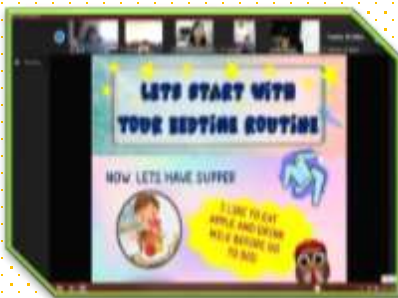 LETS START WITH
YOUR BEDTIME ROUTINE
NOW LETS HAVE SUPPER
I LIKE TO EAT
APPLE AND DRINK
MILK BEFORE GO
TO BED